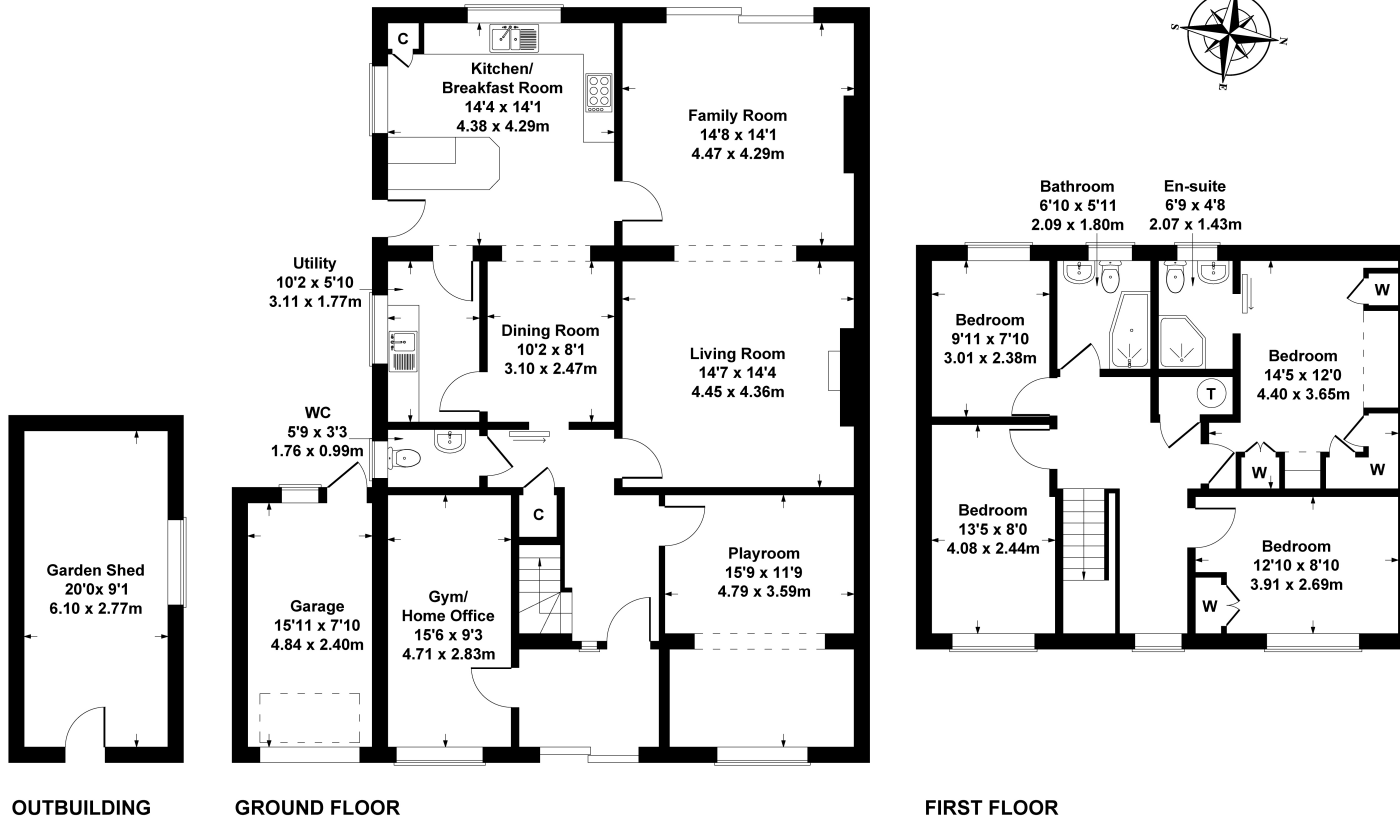 S
N
E
C
Kitchen/
Breakfast Room
14'4 x 14'1
4.38 x 4.29m
Family Room
14'8 x 14'1
4.47 x 4.29m
Utility
10'2 x 5'10
3.11 x 1.77m
Dining Room
10'2 x 8'1
3.10 x 2.47m
Living Room
14'7 x 14'4
4.45 x 4.36m
WC
5'9 x 3'3
1.76 x 0.99m
C
Garden Shed
20'0x 9'1
6.10 x 2.77m
Garage
15'11 x 7'10
4.84 x 2.40m
Gym/
Home Office
15'6 x 9'3
4.71 x 2.83m
Playroom
15'9 x 11'9
4.79 x 3.59m
Bathroom
6'10 x 5'11
2.09 x 1.80m
En-suite
6'9 x 4'8
2.07 x 1.43m
Bedroom
9'11 x 7'10
3.01 x 2.38m
W
Bedroom
14'5 x 12'0
4.40 x 3.65m
T
W
W
Bedroom
13'5 x 8'0
4.08 x 2.44m
Bedroom
12'10 x 8'10
3.91 x 2.69m
W
OUTBUILDING
GROUND FLOOR
FIRST FLOOR